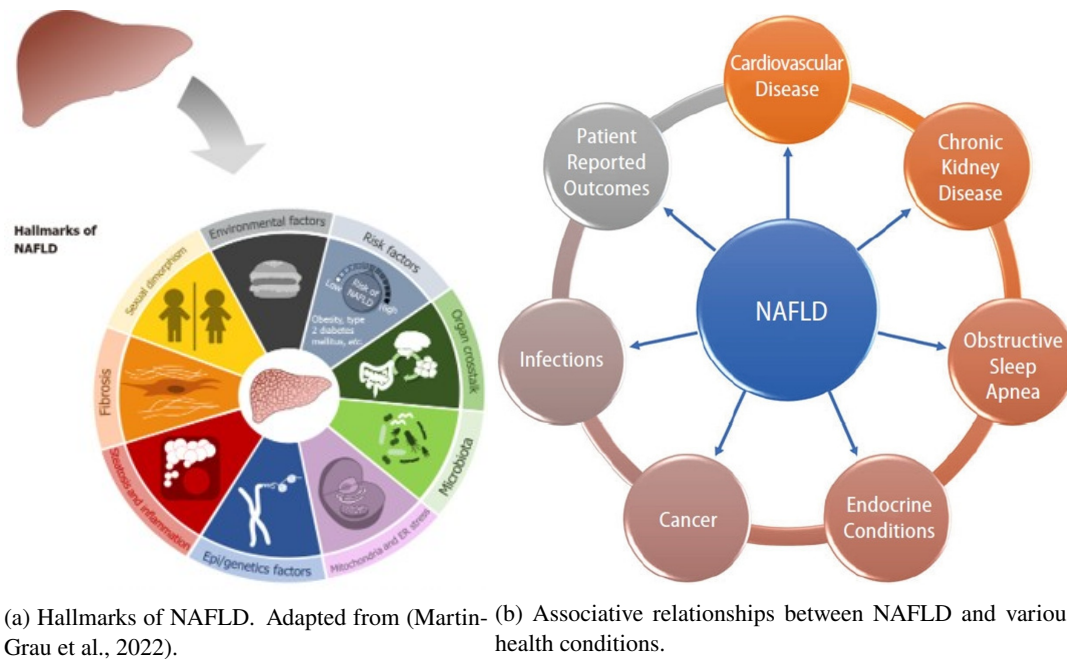 Hallmarks of
NAFLD
Environmental factors
Risk factors
Low
Risk of
NAFLD
High
Obesity, type
2 diabetes
mellitus, etc.
Organ crosstalk
Microbiota
Mitochondria and ER stress
Epi/genetics factors
Steatosis and inflammation
Fibrosis
Sexual dimorphism
(a) Hallmarks of NAFLD. Adapted from (Martin-
Grau et al., 2022).
Cardiovascular
Disease
Chronic
Kidney
Disease
Obstructive
Sleep
Apnea
Endocrine
Conditions
Cancer
Infections
Patient
Reported
Outcomes
NAFLD
(b) Associative relationships between NAFLD and variou
health conditions.